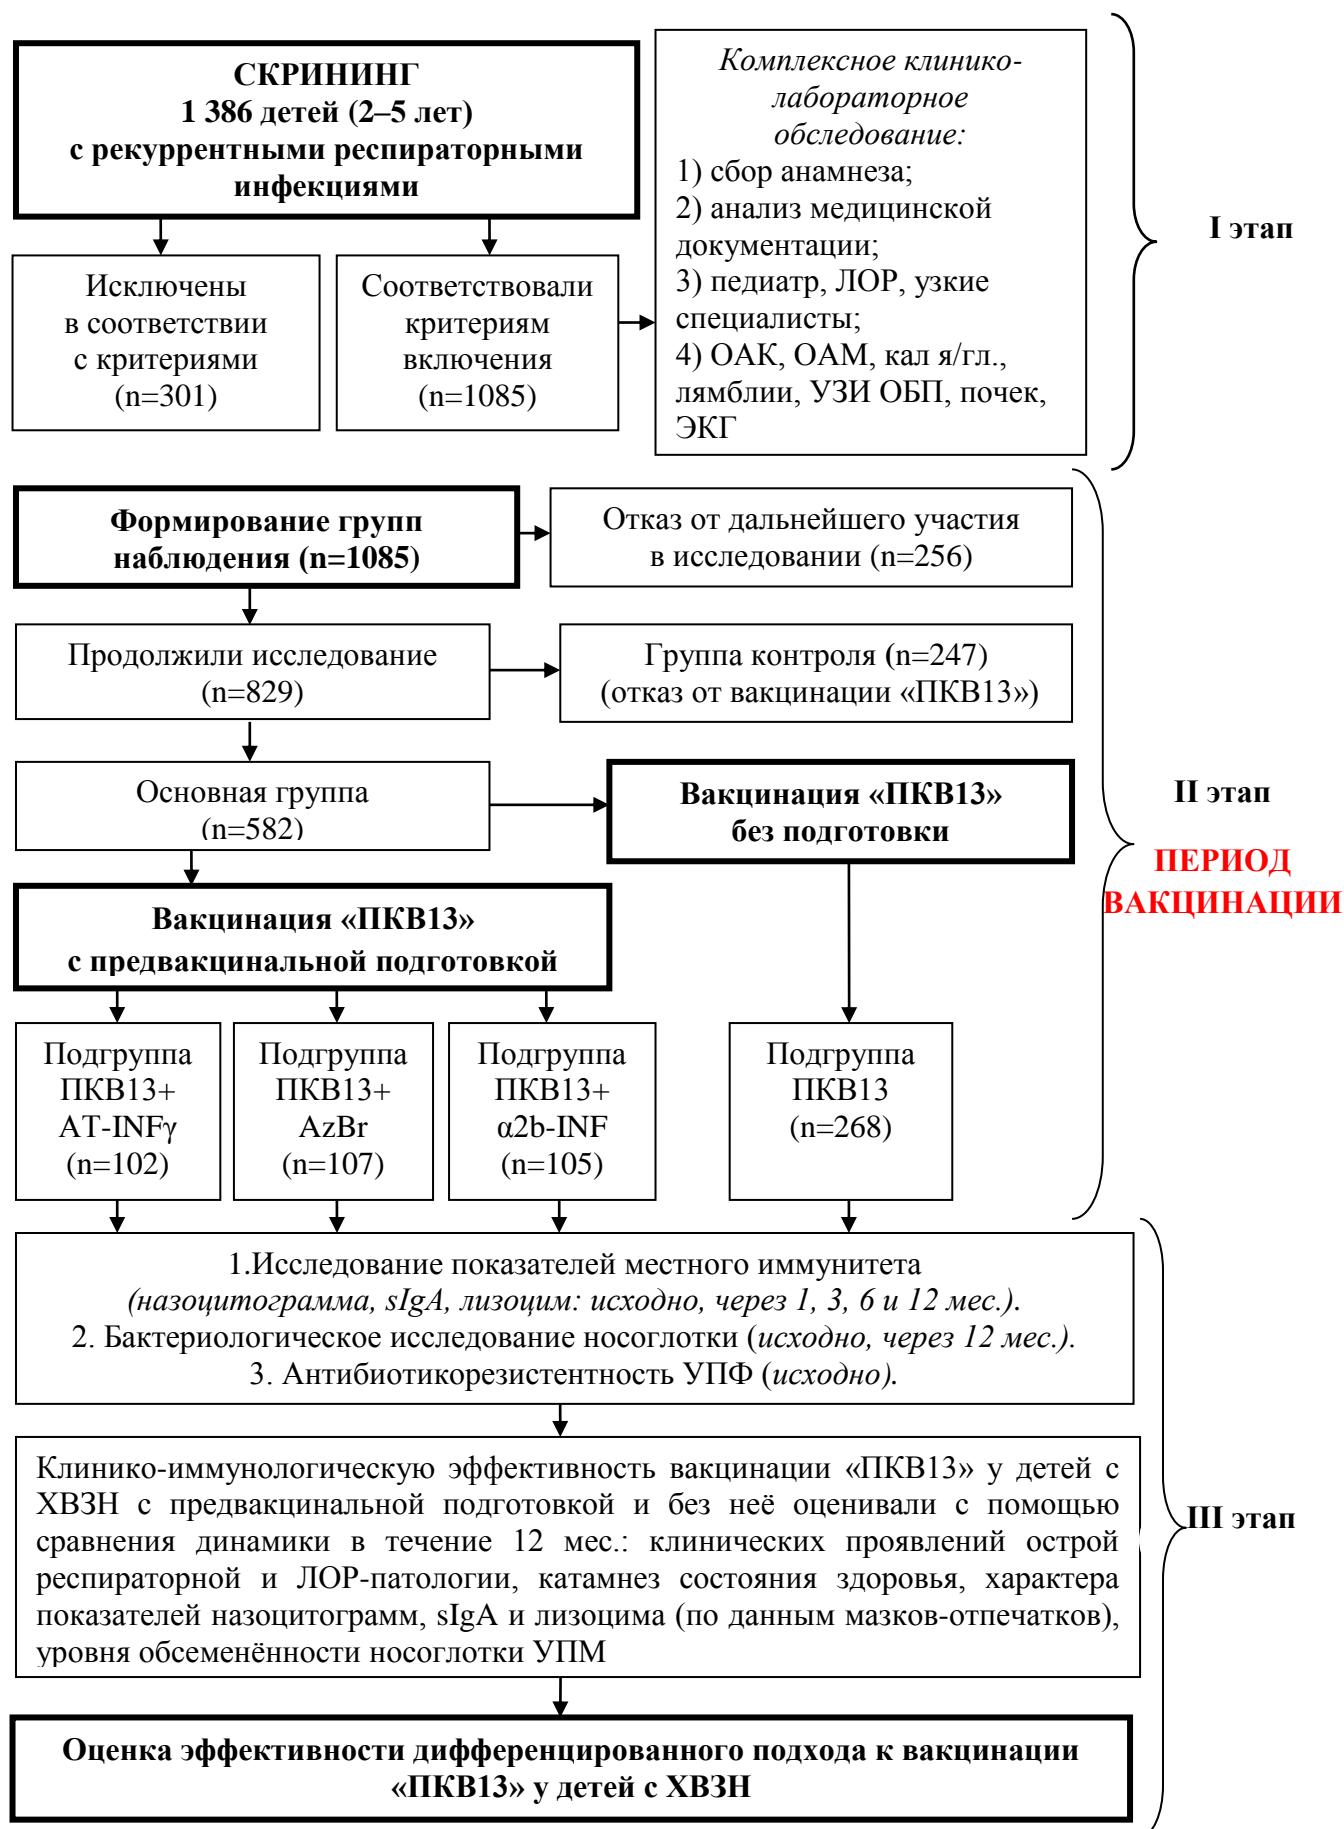 СКРИНИНГ
1 386 детей (2–5 лет)
с рекуррентными респираторными
инфекциями
Исключены
в соответствии
с критериями
(n=301)
Соответствовали
критериям
включения
(n=1085)
Комплексное клинико-
лабораторное
обследование:
1) сбор анамнеза;
2) анализ медицинской
документации;
3) педиатр, ЛОР, узкие
специалисты;
4) ОАК, ОАМ, кал я/гл.,
лямблии, УЗИ ОБП, почек,
ЭКГ
I этап
Формирование групп
наблюдения (n=1085)
Отказ от дальнейшего участия
в исследовании (n=256)
Продолжили исследование
(n=829)
Группа контроля (n=247)
(отказ от вакцинации «ПКВ13»)
Основная группа
(n=582)
Вакцинация «ПКВ13»
без подготовки
Вакцинация «ПКВ13»
с предвакцинальной подготовкой
II этап
ПЕРИОД
ВАКЦИНАЦИИ
Подгруппа
ПКВ13+
AT-INFγ
(n=102)
Подгруппа
ПКВ13+
AzBr
(n=107)
Подгруппа
ПКВ13+
α2b-INF
(n=105)
Подгруппа
ПКВ13
(n=268)
1.Исследование показателей местного иммунитета
(назоцитограмма, sIgA, лизоцим: исходно, через 1, 3, 6 и 12 мес.).
2. Бактериологическое исследование носоглотки (исходно, через 12 мес.).
3. Антибиотикорезистентность УПФ (исходно).
Клинико-иммунологическую эффективность вакцинации «ПКВ13» у детей с
ХВЗН с предвакцинальной подготовкой и без неё оценивали с помощью
сравнения динамики в течение 12 мес.: клинических проявлений острой
респираторной и ЛОР-патологии, катамнез состояния здоровья, характера
показателей назоцитограмм, sIgA и лизоцима (по данным мазков-отпечатков),
уровня обсеменённости носоглотки УПМ
III этап
Оценка эффективности дифференцированного подхода к вакцинации
«ПКВ13» у детей с ХВЗН